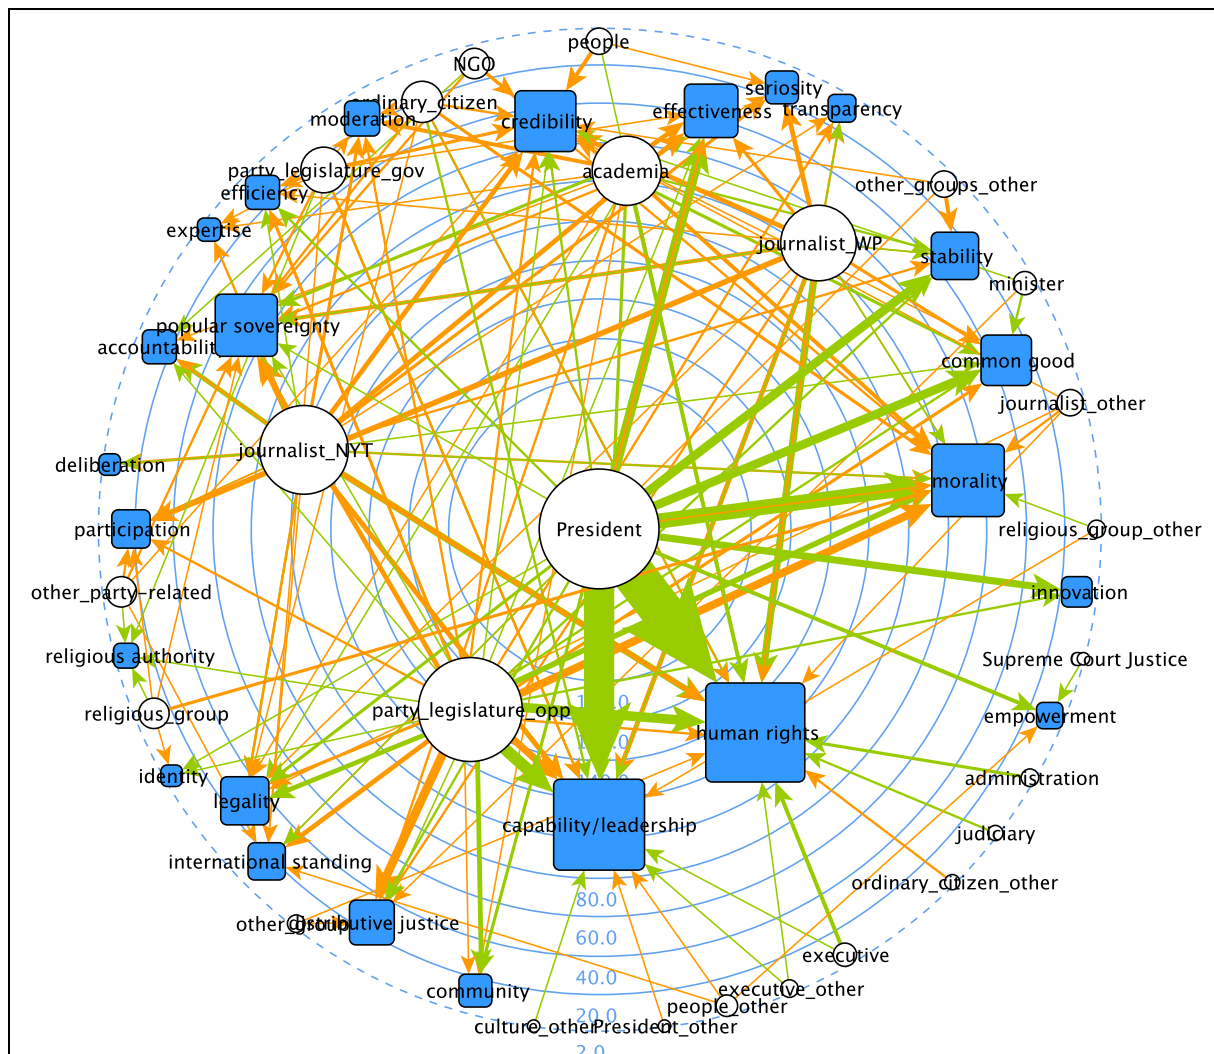 people
NGO
seriosity
ordinary_citizen
transparency
effectiveness
moderation
credibility
party_legislature_gov
academia
other_groups_other
efficiency
expertise
journalist_WP
stability
minister
popular sovereignty
accountability
common good
journalist_other
journalist_NYT
deliberation
morality
participation
President
religious_group_other
other_party-related
innovation
religious authority
Supreme Court Justice
party_legislature_opp
religious_group
empowerment
human rights
identity
administration
legality
capability/leadership
judiciary
international standing
ordinary_citizen_other
80.0
other_group
distributive justice
60.0
executive
40.0
community
executive_other
people_other
20.0
culture_other
President_other
2.0